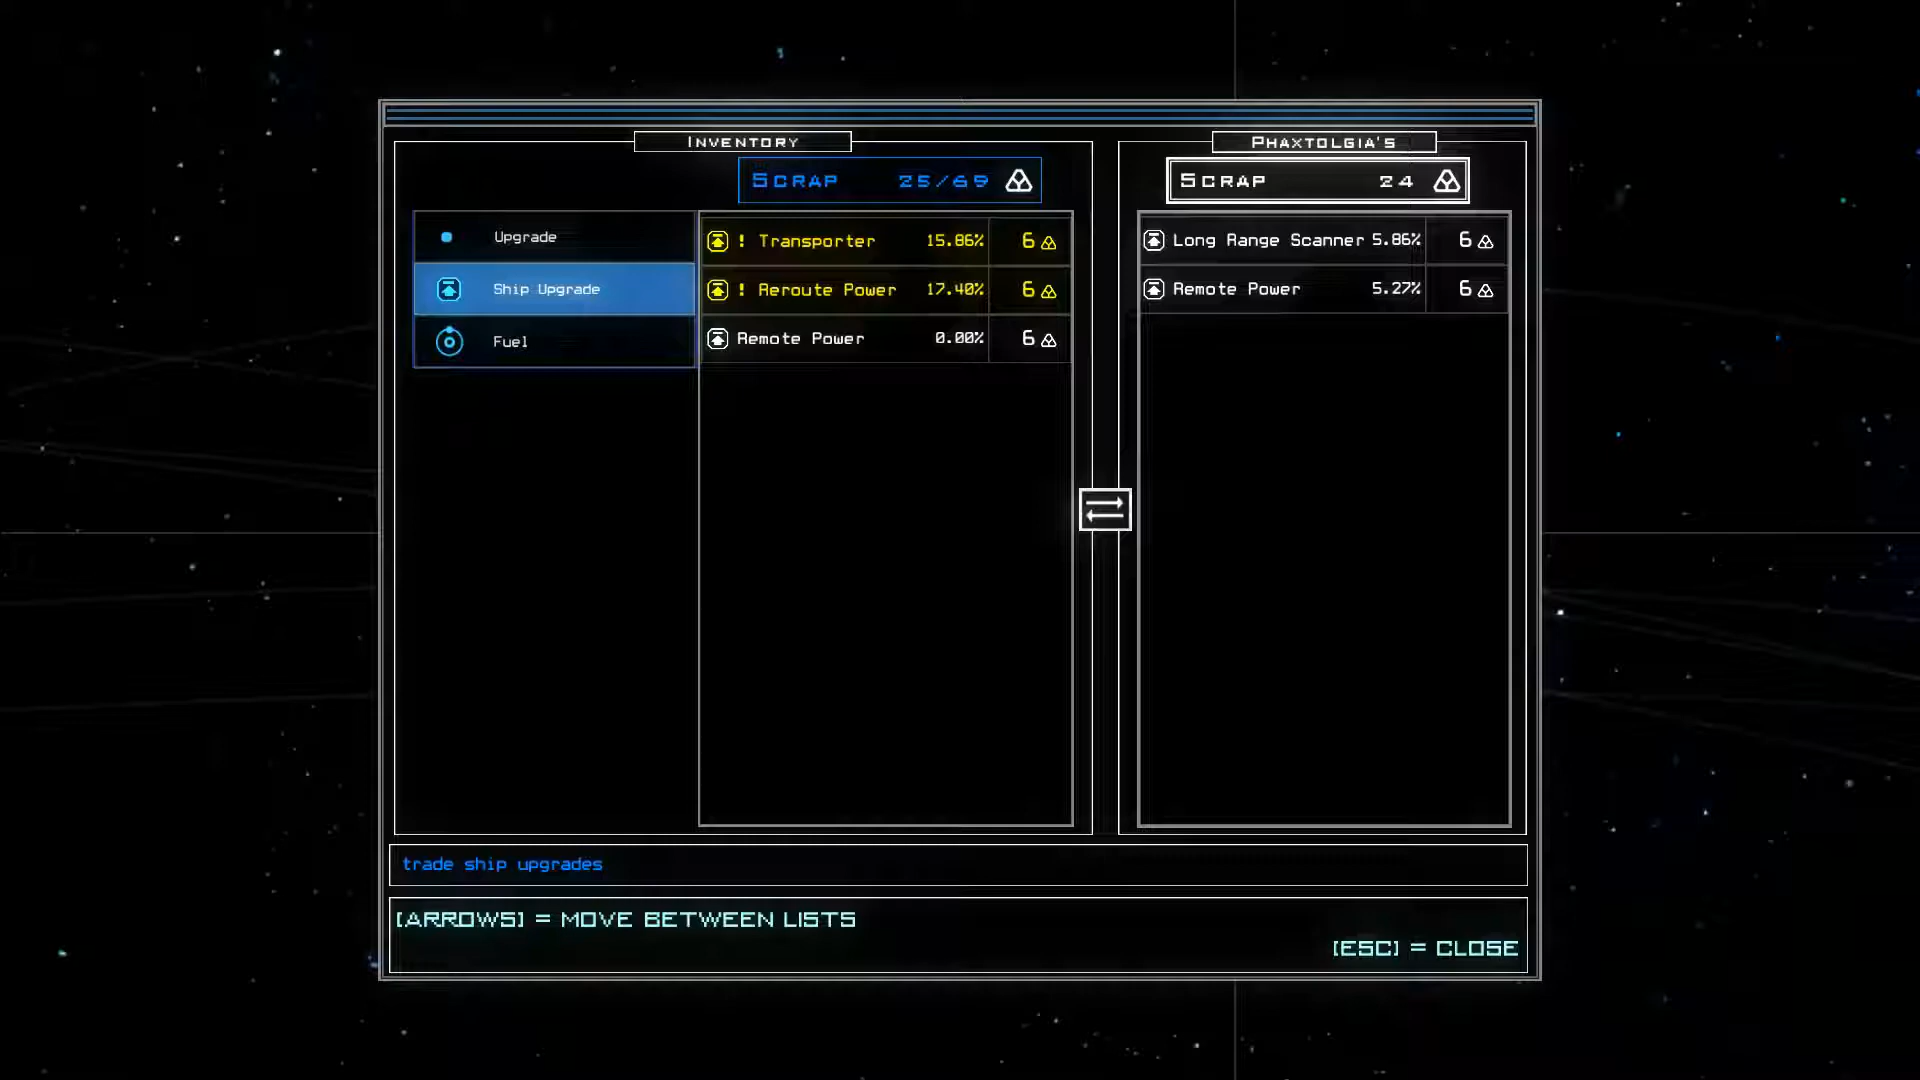 INVENTORY
SCRAP 25/69
Upgrade
Ship Upgrade
Fuel
! Transporter 15.86% 6
! Reroute Power 17.40% 6
Remote Power 0.00% 6
PHAXTOLGIA'S
SCRAP 24
Long Range Scanner 5.86% 6
Remote Power 5.27% 6
trade ship upgrades
[ARROWS] = MOVE BETWEEN LISTS
[ESC] = CLOSE